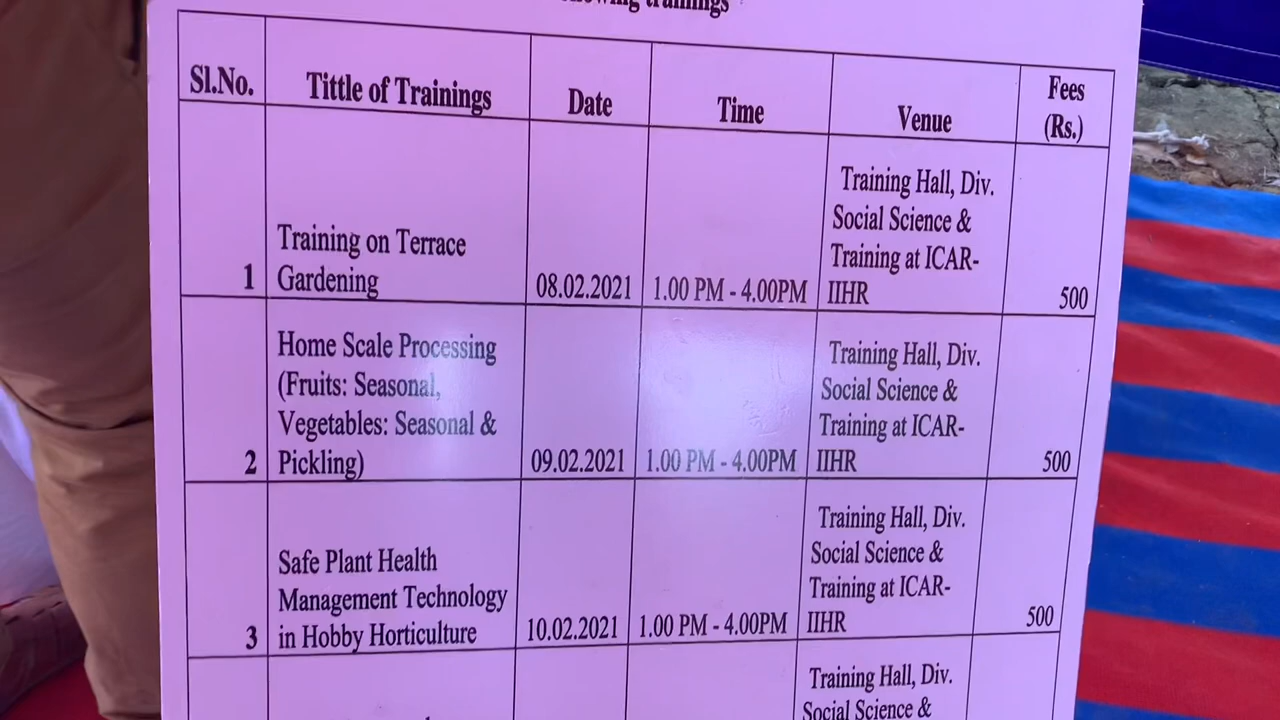 trainings
Sl.No. Tittle of Trainings Date Time Venue Fees (Rs.)
1 Training on Terrace Gardening 08.02.2021 1.00 PM - 4.00PM Training Hall, Div. Social Science & Training at ICAR-IIHR 500
2 Home Scale Processing (Fruits: Seasonal, Vegetables: Seasonal & Pickling) 09.02.2021 1.00 PM - 4.00PM Training Hall, Div. Social Science & Training at ICAR-IIHR 500
3 Safe Plant Health Management Technology in Hobby Horticulture 10.02.2021 1.00 PM - 4.00PM Training Hall, Div. Social Science & Training at ICAR-IIHR 500
Training Hall, Div.
Social Science &